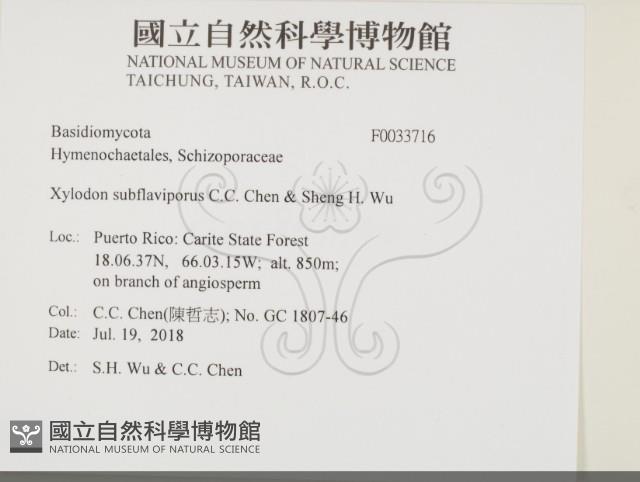 國立自然科學博物館
NATIONAL MUSEUM OF NATURAL SCIENCE
TAICHUNG, TAIWAN, R.O.C.
Basidiomycota F0033716
Hymenochaetales, Schizoporaceae
Xylodon subflaviporus C.C. Chen & Sheng H. Wu
Loc.: Puerto Rico: Carite State Forest
18.06.37N, 66.03.15W; alt. 850m;
on branch of angiosperm
Col.: C.C. Chen(陳哲志); No. GC 1807-46
Date: Jul. 19, 2018
Det.: S.H. Wu & C.C. Chen
國立自然科學博物館
NATIONAL MUSEUM OF NATURAL SCIENCE